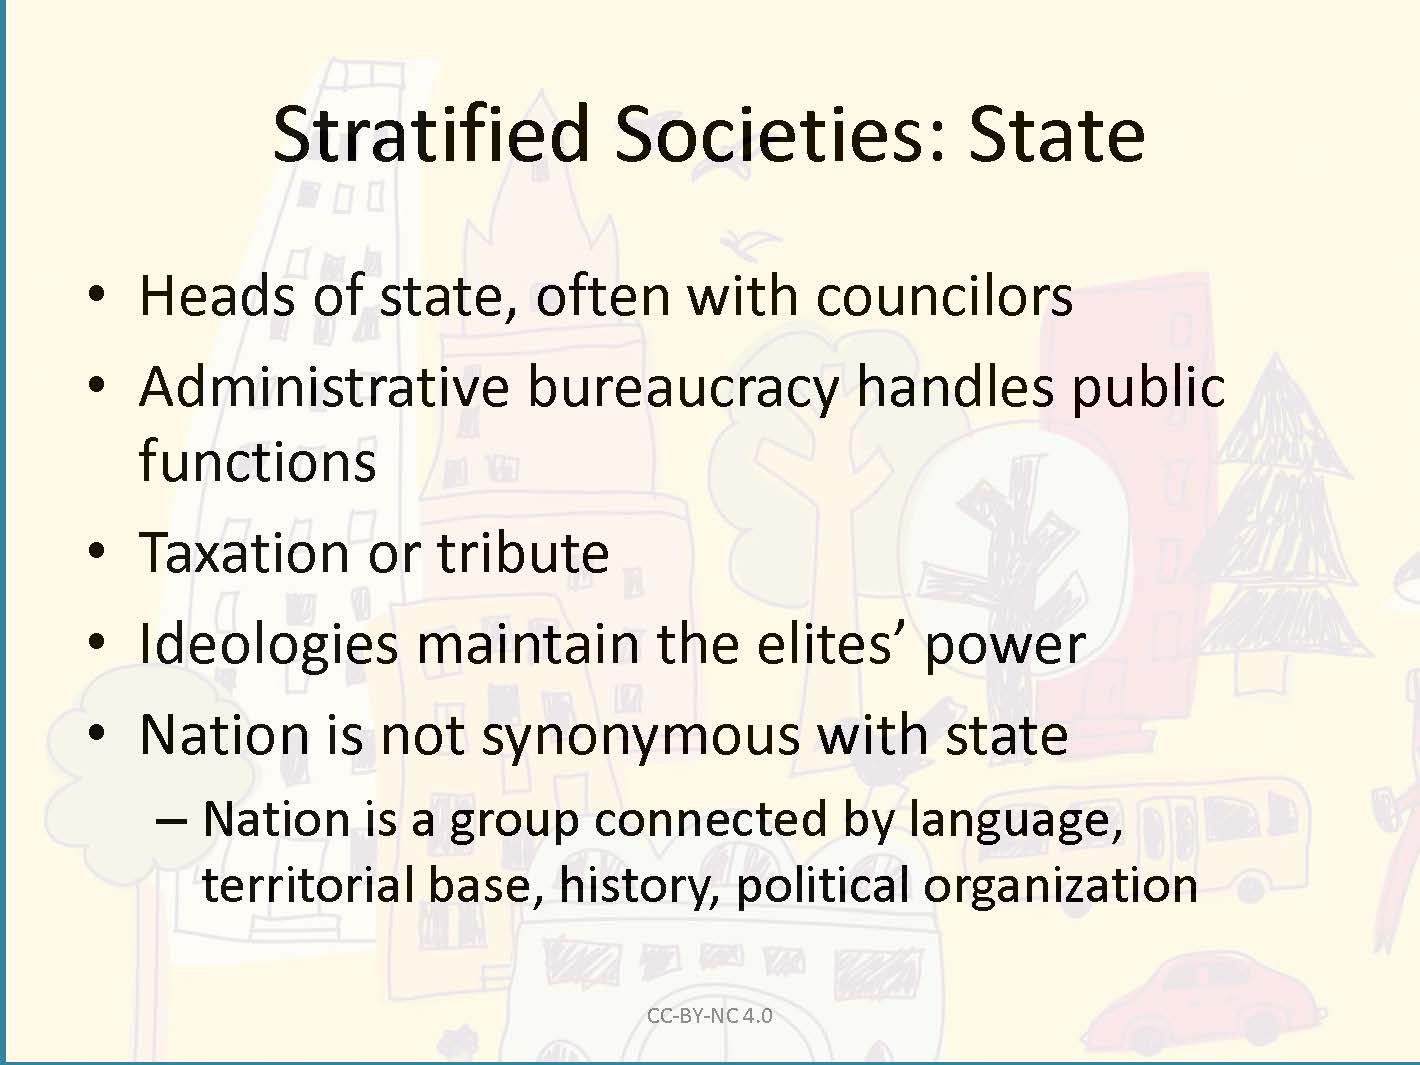 Stratified Societies: State
• Heads of state, often with councilors
• Administrative bureaucracy handles public
functions
• Taxation or tribute
• Ideologies maintain the elites’ power
• Nation is not synonymous with state
– Nation is a group connected by language,
territorial base, history, political organization
CC-BY-NC 4.0